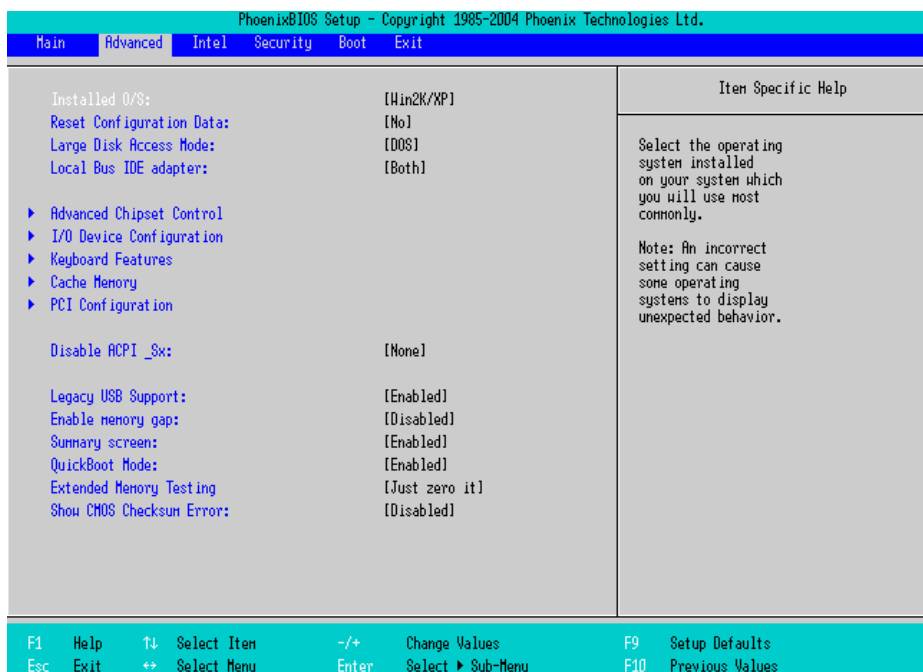 PhoenixBIOS Setup - Copyright 1985-2004 Phoenix Technologies Ltd.
Main Advanced Intel Security Boot Exit
Item Specific Help
Installed O/S: [Win2K/XP]
Reset Configuration Data: [No]
Large Disk Access Mode: [DOS]
Local Bus IDE adapter: [Both]
Advanced Chipset Control
I/O Device Configuration
Keyboard Features
Cache Memory
PCI Configuration
Disable ACPI _Sx: [None]
Legacy USB Support: [Enabled]
Enable memory gap: [Disabled]
Summary screen: [Enabled]
QuickBoot Mode: [Enabled]
Extended Memory Testing [Just zero it]
Show CMOS Checksum Error: [Disabled]
Select the operating
system installed
on your system which
you will use most
commonly.
Note: An incorrect
setting can cause
some operating
systems to display
unexpected behavior.
F1 Help ↑↓ Select Item -/+ Change Values F9 Setup Defaults
Esc Exit ↔ Select Menu Enter Select ▶ Sub-Menu F10 Previous Values